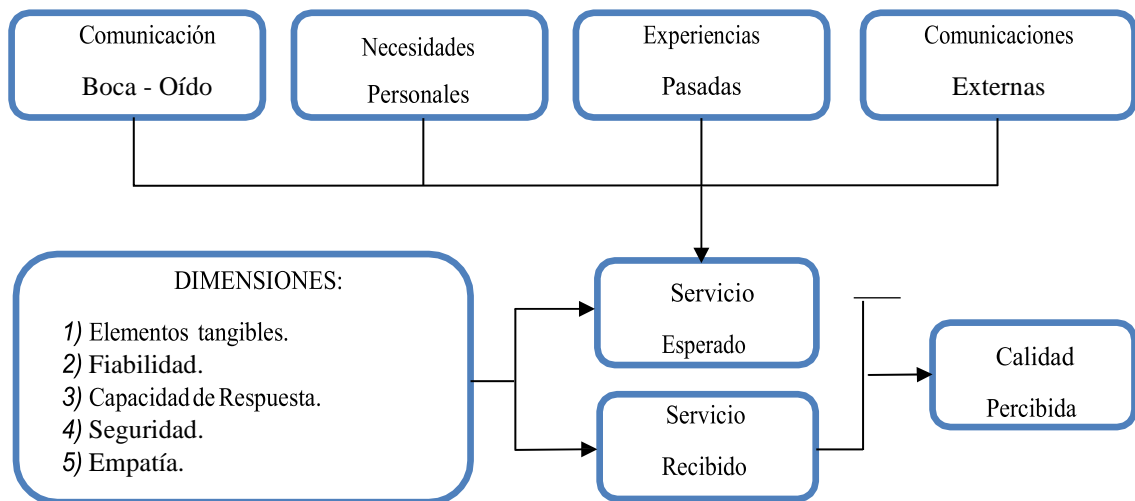 Comunicación
Boca - Oído
Necesidades
Personales
Experiencias
Pasadas
Comunicaciones
Externas
DIMENSIONES:
1) Elementos tangibles.
2) Fiabilidad.
3) Capacidad de Respuesta.
4) Seguridad.
5) Empatía.
Servicio
Esperado
Servicio
Recibido
Calidad
Percibida